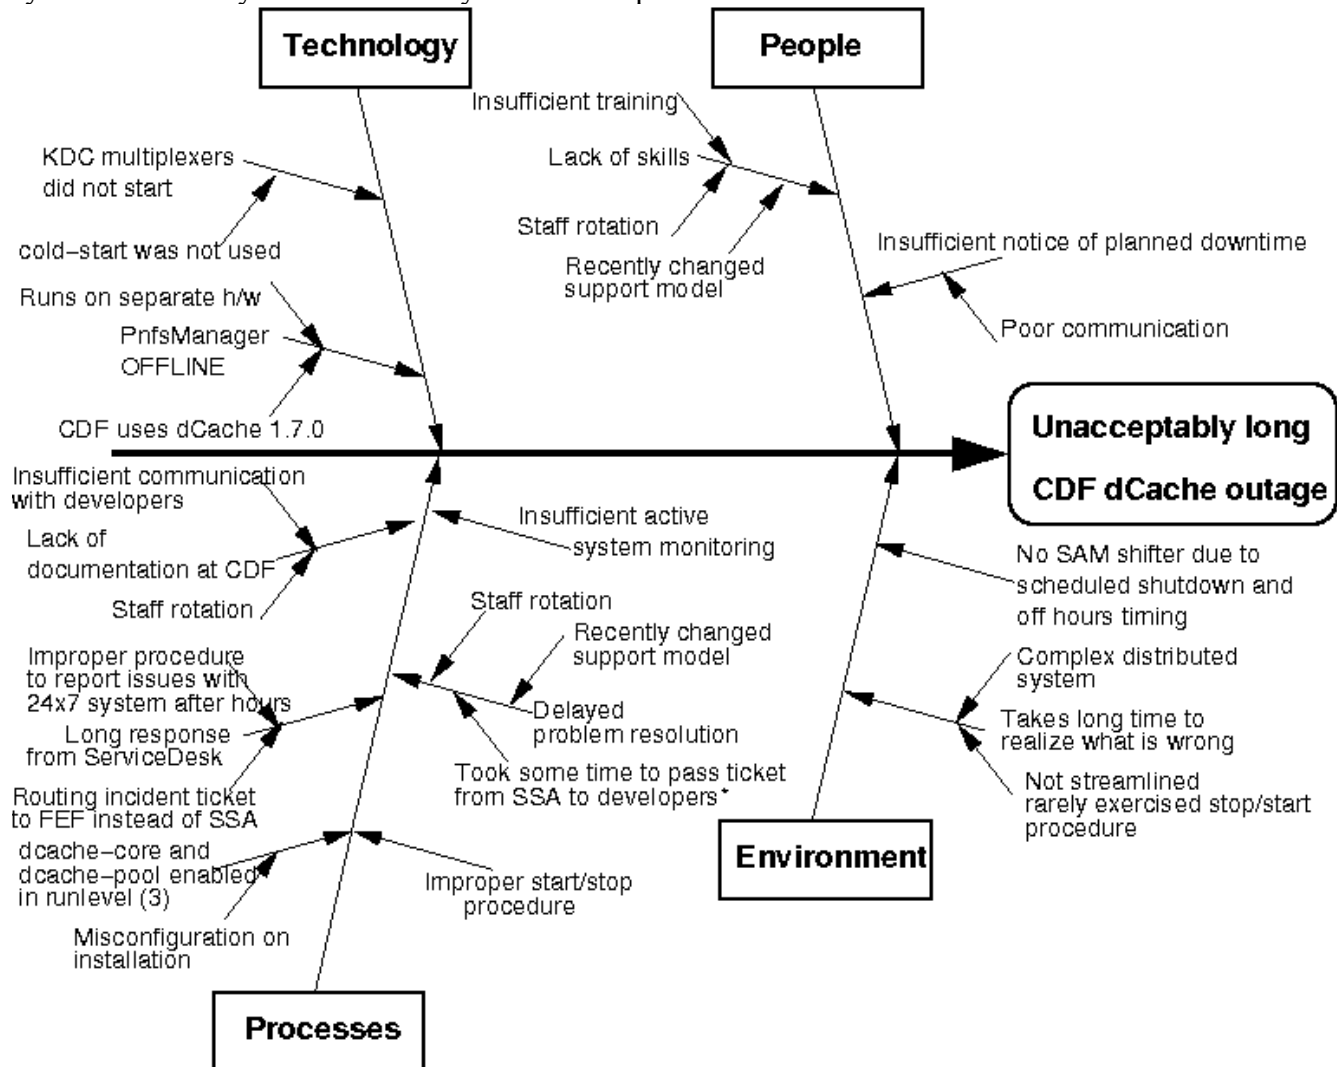 Technology
People
Insufficient training
KDC multiplexers
did not start
Lack of skills
Staff rotation
cold-start was not used
Recently changed
support model
Insufficient notice of planned downtime
Runs on separate h/w
PnfsManager
OFFLINE
Poor communication
CDF uses dCache 1.7.0
Unacceptably long
CDF dCache outage
Insufficient communication
with developers
Lack of
documentation at CDF
Staff rotation
Insufficient active
system monitoring
No SAM shifter due to
scheduled shutdown and
off hours timing
Staff rotation
Recently changed
support model
Improper procedure
to report issues with
24x7 system after hours
Long response
from ServiceDesk
Delayed
problem resolution
Complex distributed
system
Takes long time to
realize what is wrong
Took some time to pass ticket
from SSA to developers*
Not streamlined
rarely exercised stop/start
procedure
Routing incident ticket
to FEF instead of SSA
dcache-core and
dcache-pool enabled
in runlevel (3)
Environment
Improper start/stop
procedure
Misconfiguration on
installation
Processes